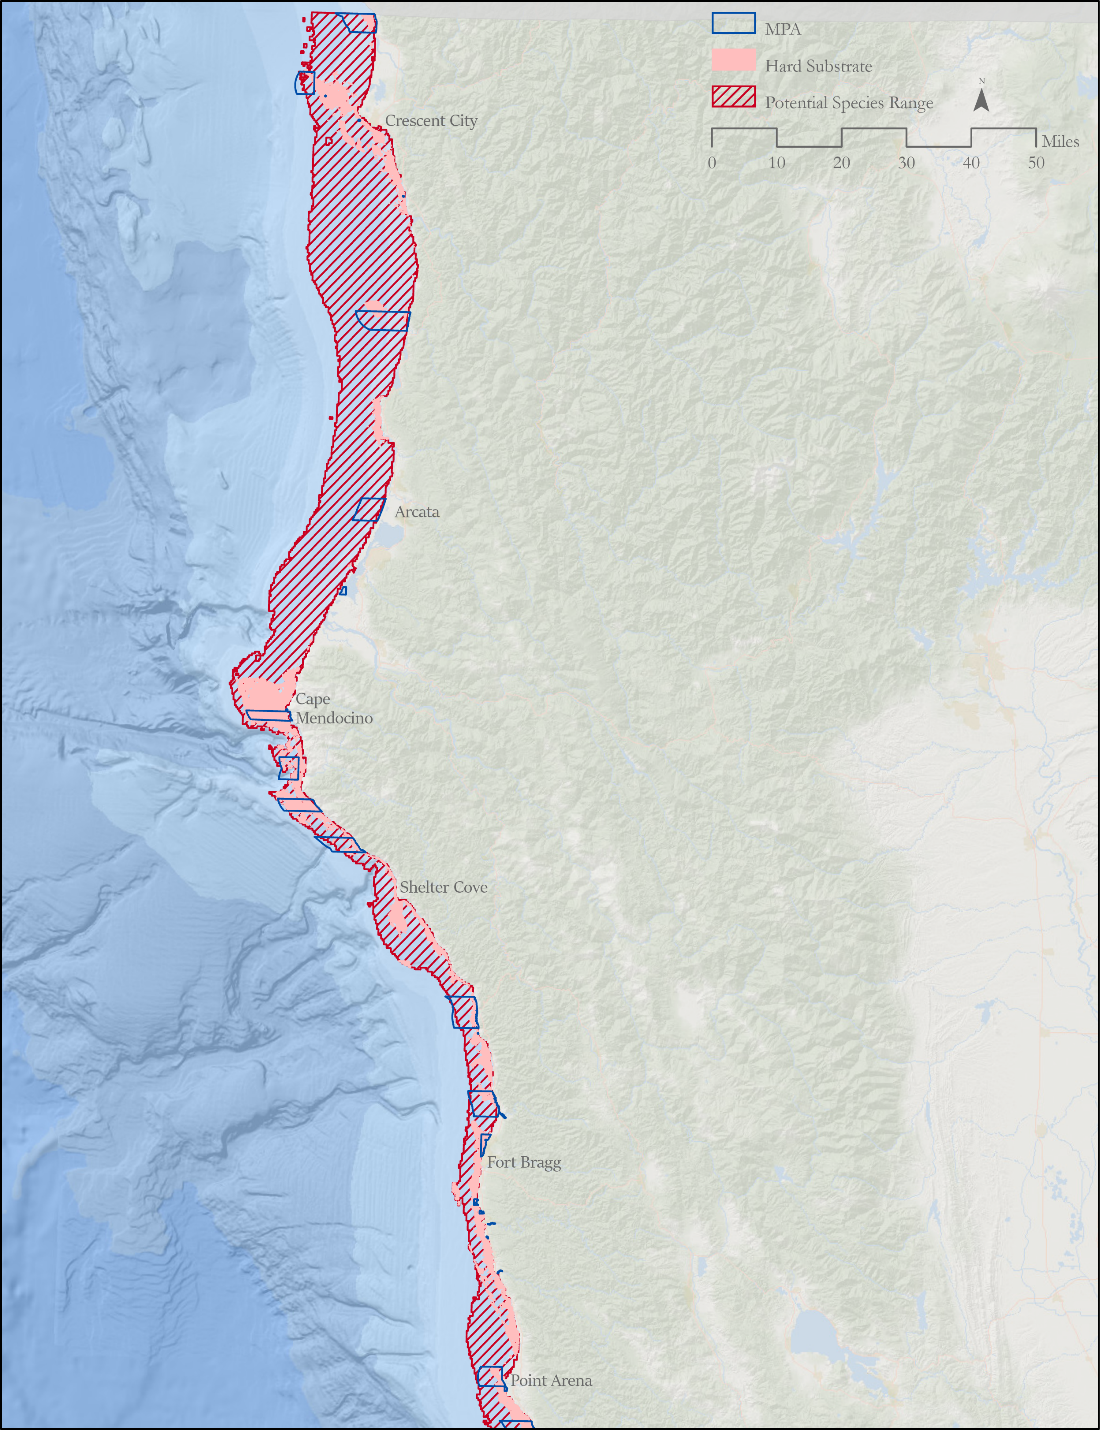 MPA
Hard Substrate
Potential Species Range
N
Miles
0 10 20 30 40 50
Crescent City
Arcata
Cape
Mendocino
Shelter Cove
Fort Bragg
Point Arena